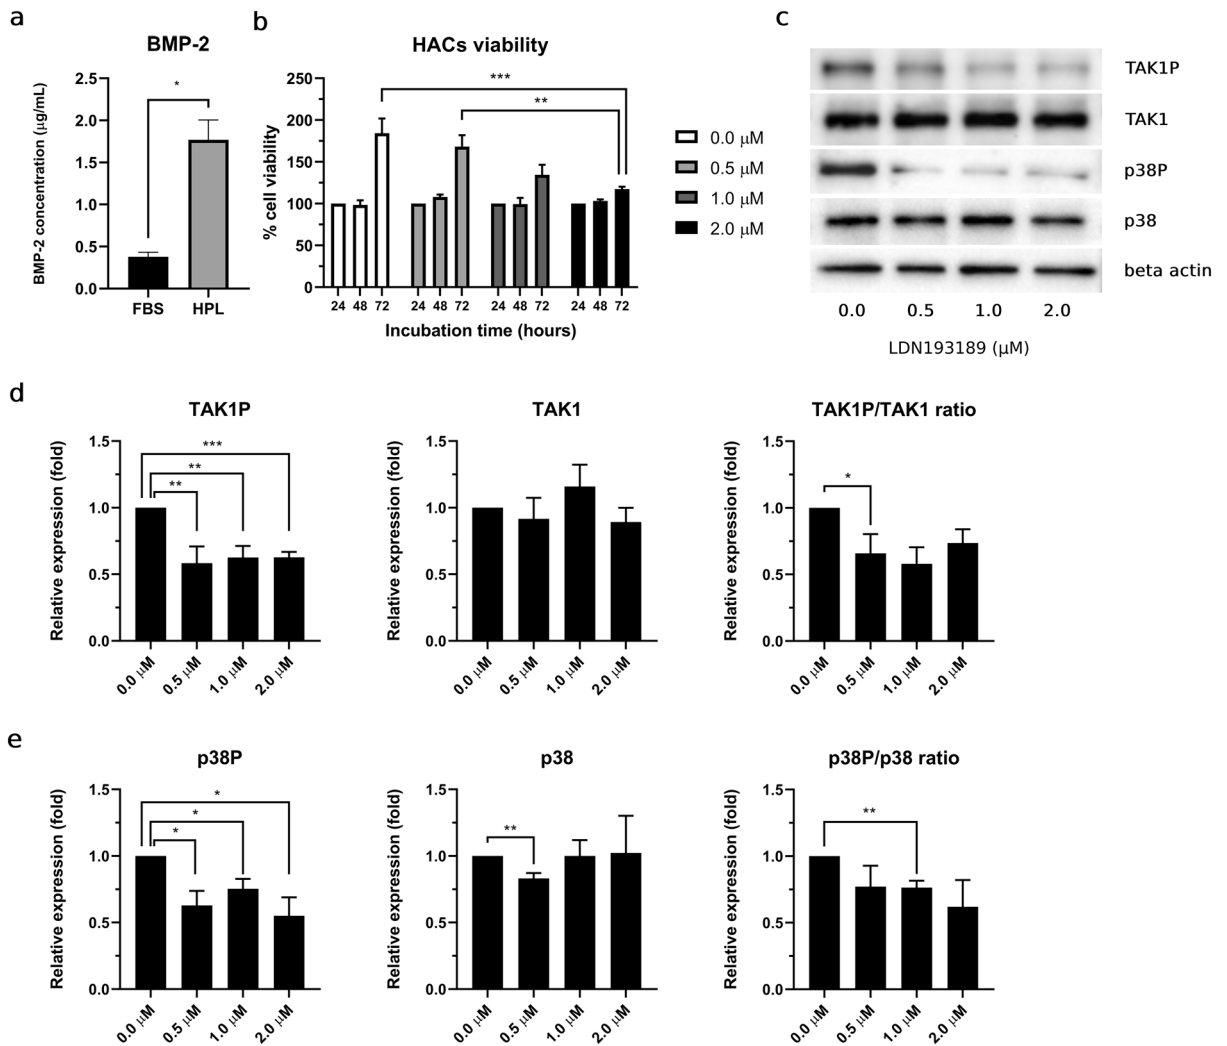 a
BMP-2
BMP-2 concentration (μg/mL)
2.5
2.0
1.5
1.0
0.5
0.0
*
FBS HPL
b
HACs viability
% cell viability
250
200
150
100
50
0
***
**
24 48 72 24 48 72 24 48 72 24 48 72
Incubation time (hours)
0.0 μM
0.5 μM
1.0 μM
2.0 μM
c
TAK1P
TAK1
p38P
p38
beta actin
0.0 0.5 1.0 2.0
LDN193189 (μM)
d
TAK1P
Relative expression (fold)
1.5
1.0
0.5
0.0
***
**
**
0.0 μM 0.5 μM 1.0 μM 2.0 μM
TAK1
Relative expression (fold)
1.5
1.0
0.5
0.0
0.0 μM 0.5 μM 1.0 μM 2.0 μM
TAK1P/TAK1 ratio
Relative expression (fold)
1.5
1.0
0.5
0.0
*
0.0 μM 0.5 μM 1.0 μM 2.0 μM
e
p38P
Relative expression (fold)
1.5
1.0
0.5
0.0
*
*
*
0.0 μM 0.5 μM 1.0 μM 2.0 μM
p38
Relative expression (fold)
1.5
1.0
0.5
0.0
**
0.0 μM 0.5 μM 1.0 μM 2.0 μM
p38P/p38 ratio
Relative expression (fold)
1.5
1.0
0.5
0.0
**
0.0 μM 0.5 μM 1.0 μM 2.0 μM